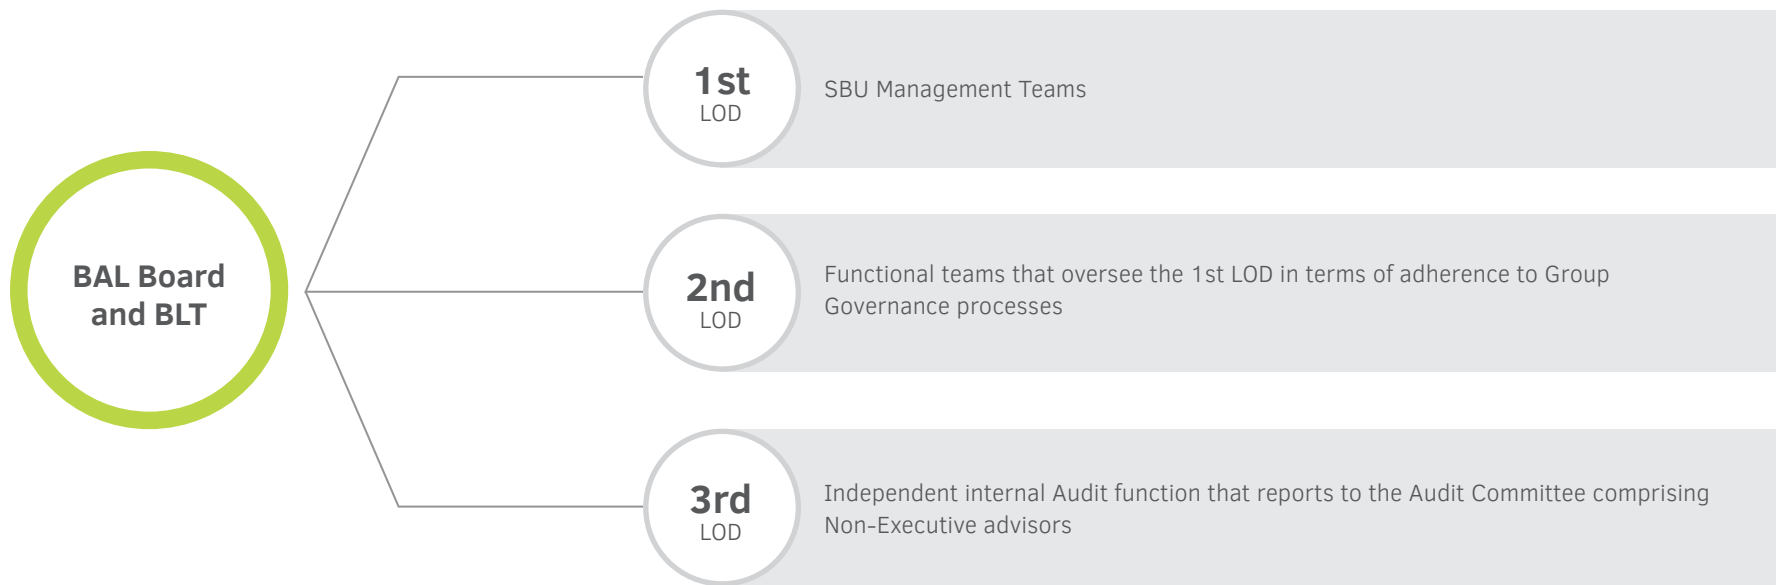 BAL Board
and BLT
1st
LOD
SBU Management Teams
2nd
LOD
Functional teams that oversee the 1st LOD in terms of adherence to Group
Governance processes
3rd
LOD
Independent internal Audit function that reports to the Audit Committee comprising
Non-Executive advisors